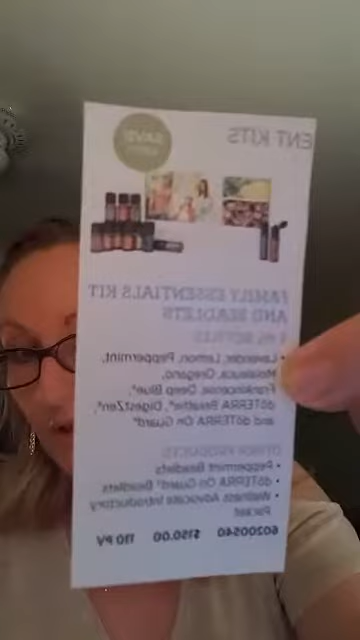 ENT KITS
SAVE
FAMILY ESSENTIALS KIT
AND BEADLETS
5 ML BOTTLES
• Lavender, Lemon, Peppermint,
Melaleuca, Oregano,
Frankincense, Deep Blue®,
dōTERRA Breathe®, DigestZen®,
and dōTERRA On Guard®
OTHER PRODUCTS
• Peppermint Beadlets
• dōTERRA On Guard® Beadlets
• Wellness Advocate Introductory
Packet
60200540 $150.00 110 PV